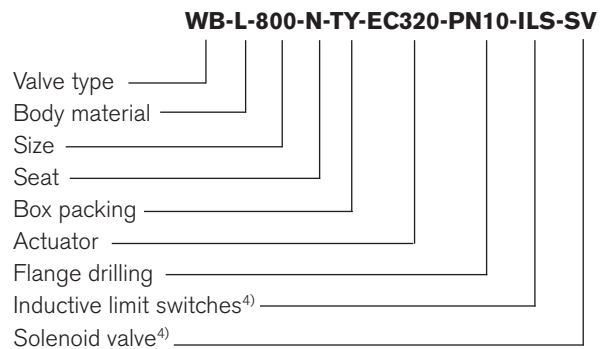 WB-L-800-N-TY-EC320-PN10-ILS-SV
Valve type
Body material
Size
Seat
Box packing
Actuator
Flange drilling
Inductive limit switches4)
Solenoid valve4)